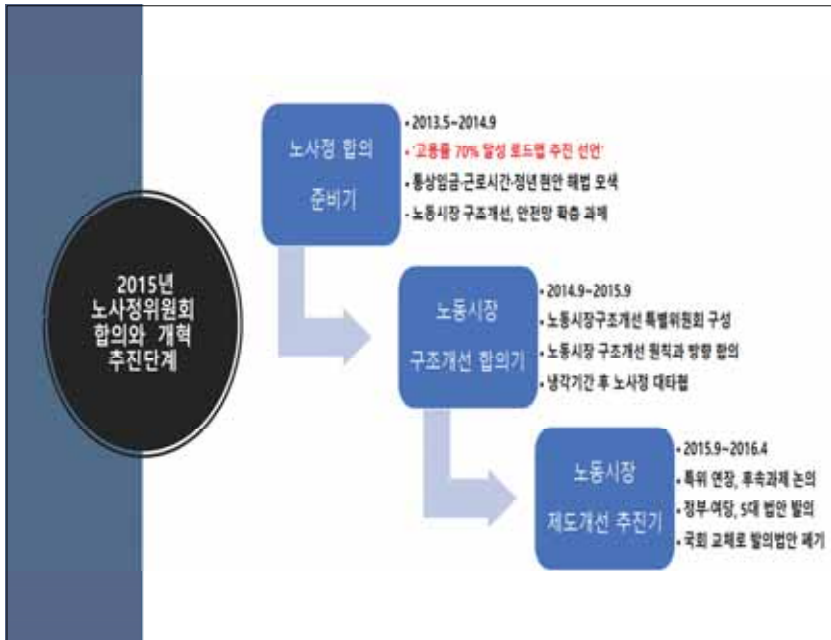 2015년
노사정위원회
합의와 개혁
추진단계
노사정 합의
준비기
• 2013.5~2014.9
• '고용률 70% 달성 로드맵 추진 선언'
• 통상임금·근로시간·정년 현안 해법 모색
- 노동시장 구조개선, 안전망 확충 과제
노동시장
구조개선 합의기
• 2014.9~2015.9
• 노동시장구조개선 특별위원회 구성
• 노동시장 구조개선 원칙과 방향 합의
• 냉각기간 후 노사정 대타협
노동시장
제도개선 추진기
• 2015.9~2016.4
• 특위 연장, 후속과제 논의
• 정부·여당, 5대 법안 발의
• 국회 교체로 발의법안 폐기